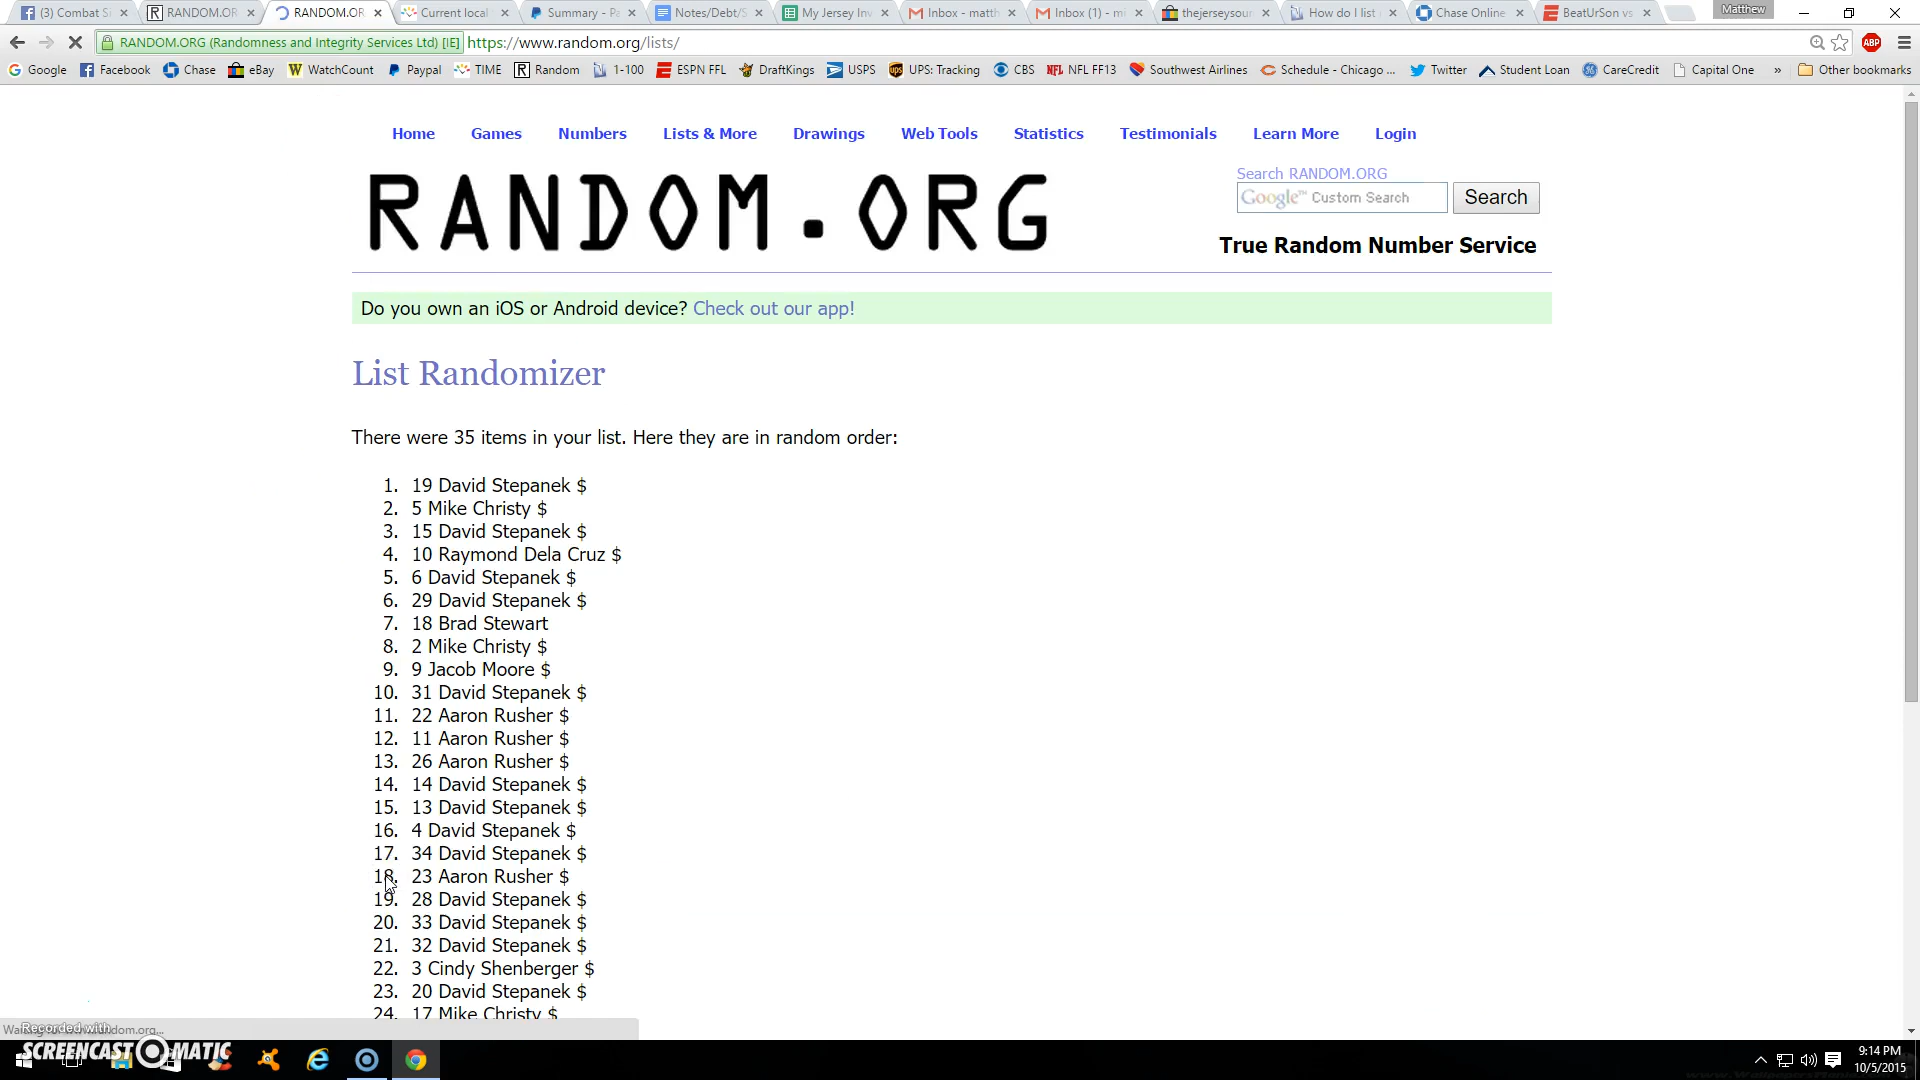 (3) Combat S
RANDOM.OR
RANDOM.OR
Current local
Summary - Pa
Notes/Debt/S
My Jersey Inv
Inbox - matth
Inbox (1) - mi
thejerseysour
How do I list
Chase Online
BeatUrSon vs
Matthew
RANDOM.ORG (Randomness and Integrity Services Ltd) [IE] https://www.random.org/lists/
ABP
Google Facebook Chase eBay WatchCount Paypal TIME Random 1-100 ESPN FFL DraftKings USPS UPS: Tracking CBS NFL FF13 Southwest Airlines Schedule - Chicago ... Twitter Student Loan CareCredit Capital One » Other bookmarks
Home Games Numbers Lists & More Drawings Web Tools Statistics Testimonials Learn More Login
RANDOM.ORG
Search RANDOM.ORG
Google™ Custom Search Search
True Random Number Service
Do you own an iOS or Android device? Check out our app!
List Randomizer
There were 35 items in your list. Here they are in random order:
1. 19 David Stepanek $
2. 5 Mike Christy $
3. 15 David Stepanek $
4. 10 Raymond Dela Cruz $
5. 6 David Stepanek $
6. 29 David Stepanek $
7. 18 Brad Stewart
8. 2 Mike Christy $
9. 9 Jacob Moore $
10. 31 David Stepanek $
11. 22 Aaron Rusher $
12. 11 Aaron Rusher $
13. 26 Aaron Rusher $
14. 14 David Stepanek $
15. 13 David Stepanek $
16. 4 David Stepanek $
17. 34 David Stepanek $
18. 23 Aaron Rusher $
19. 28 David Stepanek $
20. 33 David Stepanek $
21. 32 David Stepanek $
22. 3 Cindy Shenberger $
23. 20 David Stepanek $
24. 17 Mike Christy $
Recorded with
SCREENCAST-O-MATIC
9:14 PM
10/5/2015